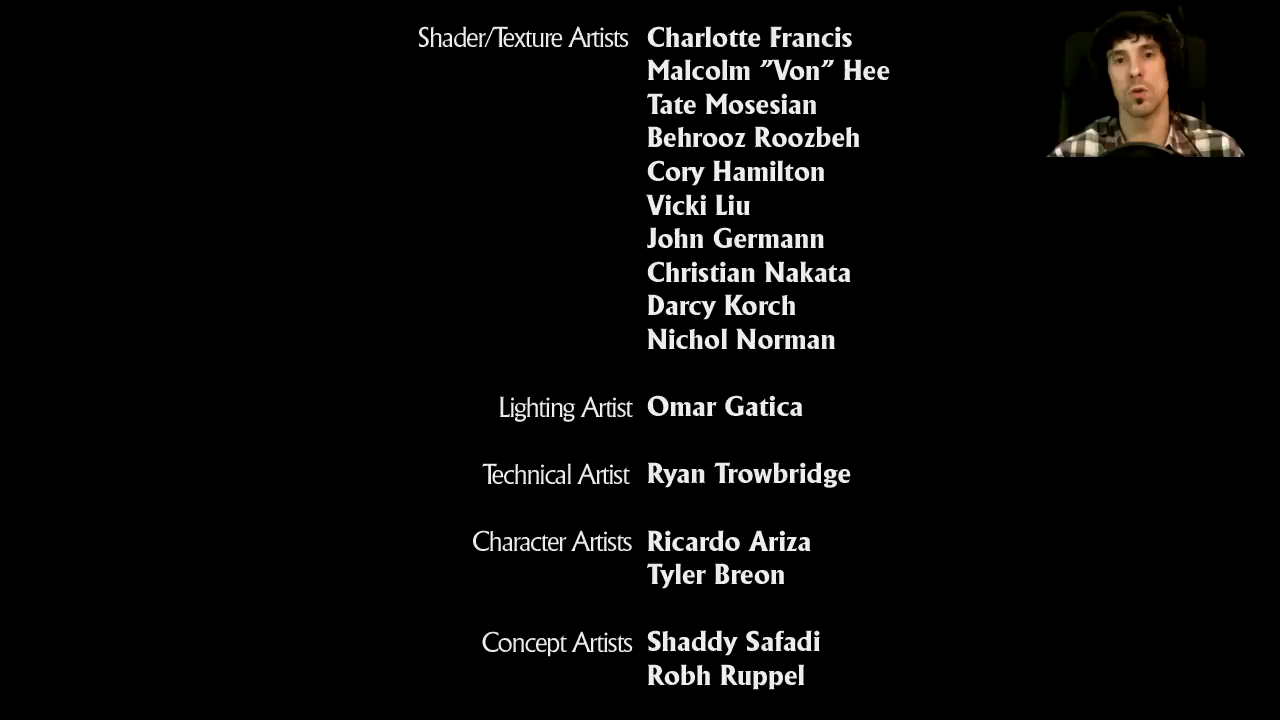 Shader/Texture Artists Charlotte Francis
Malcolm ”Von” Hee
Tate Mosesian
Behrooz Roozbeh
Cory Hamilton
Vicki Liu
John Germann
Christian Nakata
Darcy Korch
Nichol Norman
Lighting Artist Omar Gatica
Technical Artist Ryan Trowbridge
Character Artists Ricardo Ariza
Tyler Breon
Concept Artists Shaddy Safadi
Robh Ruppel